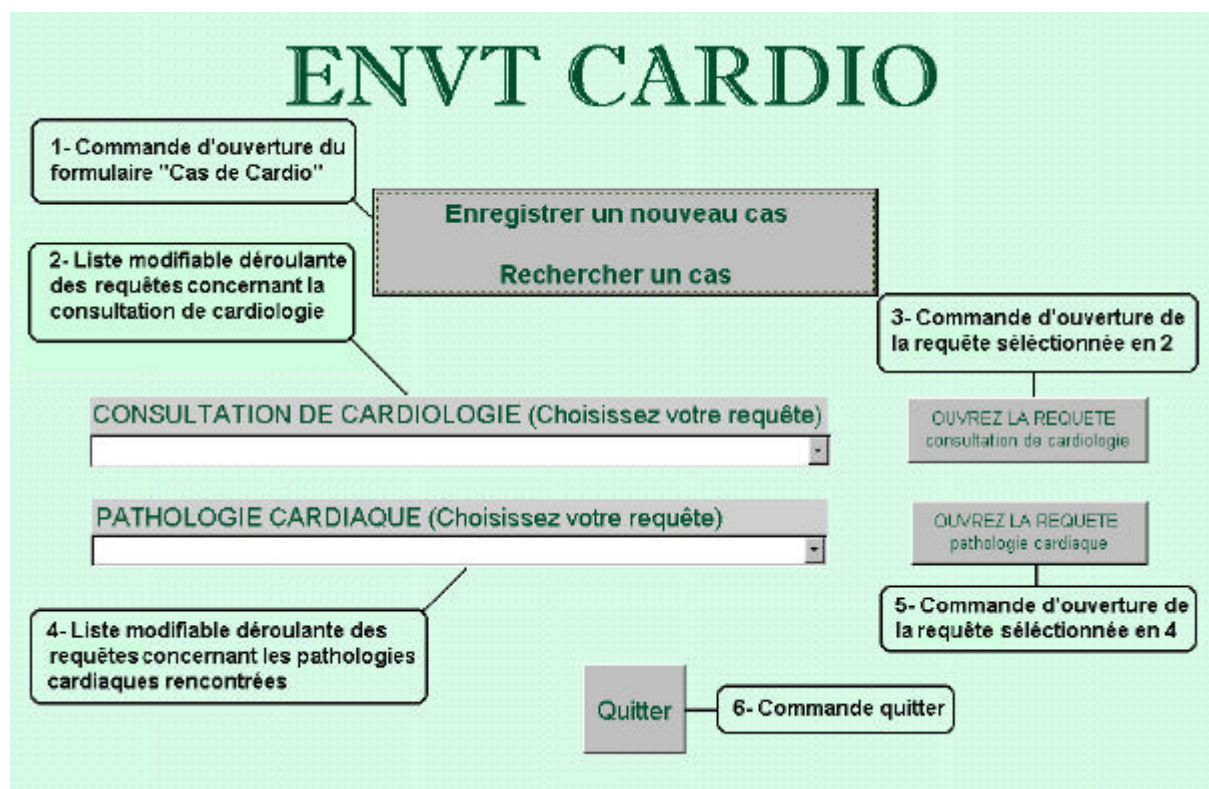 ENVT CARDIO
1- Commande d'ouverture du
formulaire "Cas de Cardio"
Enregistrer un nouveau cas
Rechercher un cas
2- Liste modifiable déroulante
des requêtes concernant la
consultation de cardiologie
3- Commande d'ouverture de
la requête séléctionnée en 2
CONSULTATION DE CARDIOLOGIE (Choisissez votre requête)
OUVREZ LA REQUETE
consultation de cardiologie
PATHOLOGIE CARDIAQUE (Choisissez votre requête)
OUVREZ LA REQUETE
pathologie cardiaque
4- Liste modifiable déroulante des
requêtes concernant les pathologies
cardiaques rencontrées
5- Commande d'ouverture de
la requête séléctionnée en 4
Quitter
6- Commande quitter